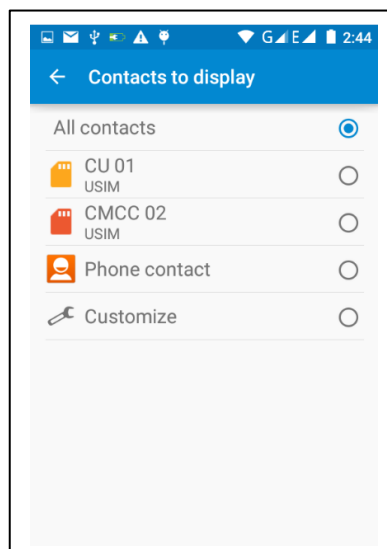 G E 2:44
Contacts to display
All contacts
CU 01
USIM
CMCC 02
USIM
Phone contact
Customize